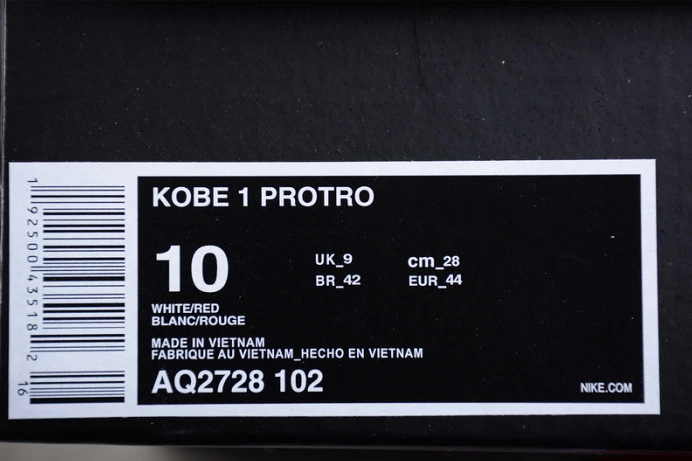 KOBE 1 PROTRO
10
UK_9 cm_28
BR_42 EUR_44
WHITE/RED
BLANC/ROUGE
MADE IN VIETNAM
FABRIQUE AU VIETNAM_HECHO EN VIETNAM
AQ2728 102
NIKE.COM
1 92500 43518 2
16